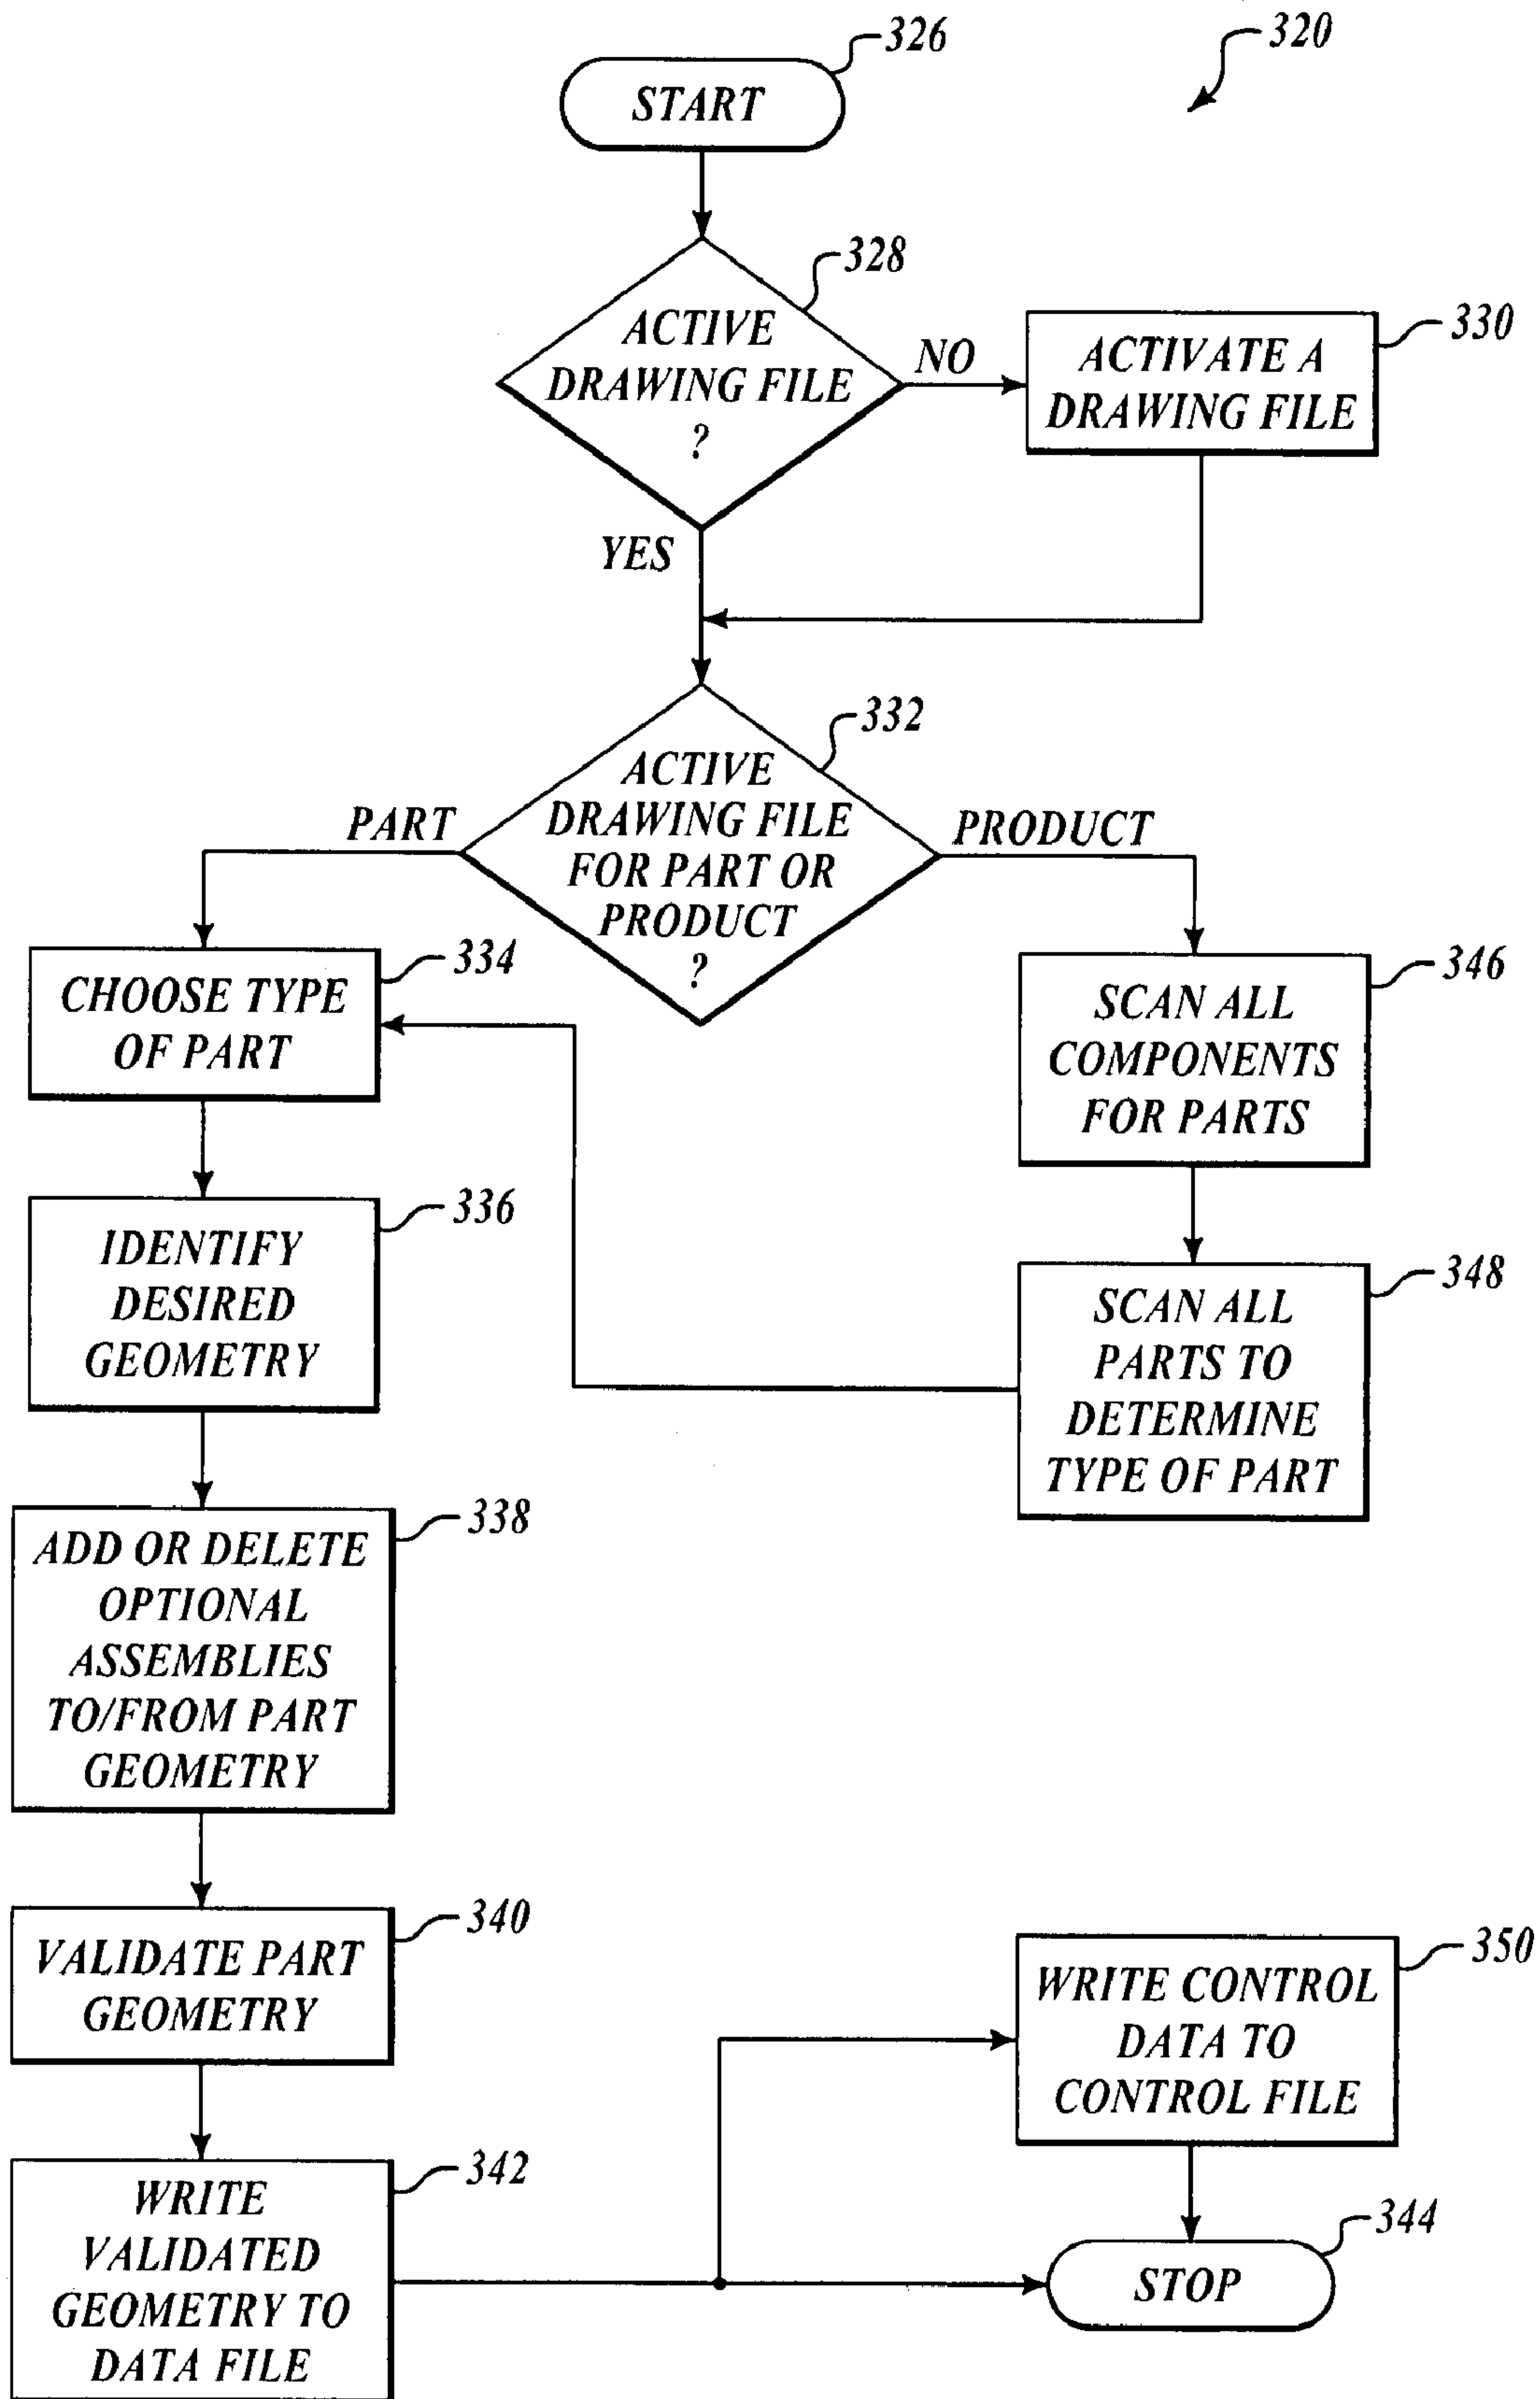 326
320
START
328
ACTIVE
DRAWING FILE
?
NO
330
ACTIVATE A
DRAWING FILE
YES
332
ACTIVE
DRAWING FILE
FOR PART OR
PRODUCT
?
PART
PRODUCT
334
CHOOSE TYPE
OF PART
346
SCAN ALL
COMPONENTS
FOR PARTS
336
IDENTIFY
DESIRED
GEOMETRY
348
SCAN ALL
PARTS TO
DETERMINE
TYPE OF PART
338
ADD OR DELETE
OPTIONAL
ASSEMBLIES
TO/FROM PART
GEOMETRY
340
VALIDATE PART
GEOMETRY
350
WRITE CONTROL
DATA TO
CONTROL FILE
342
WRITE
VALIDATED
GEOMETRY TO
DATA FILE
344
STOP